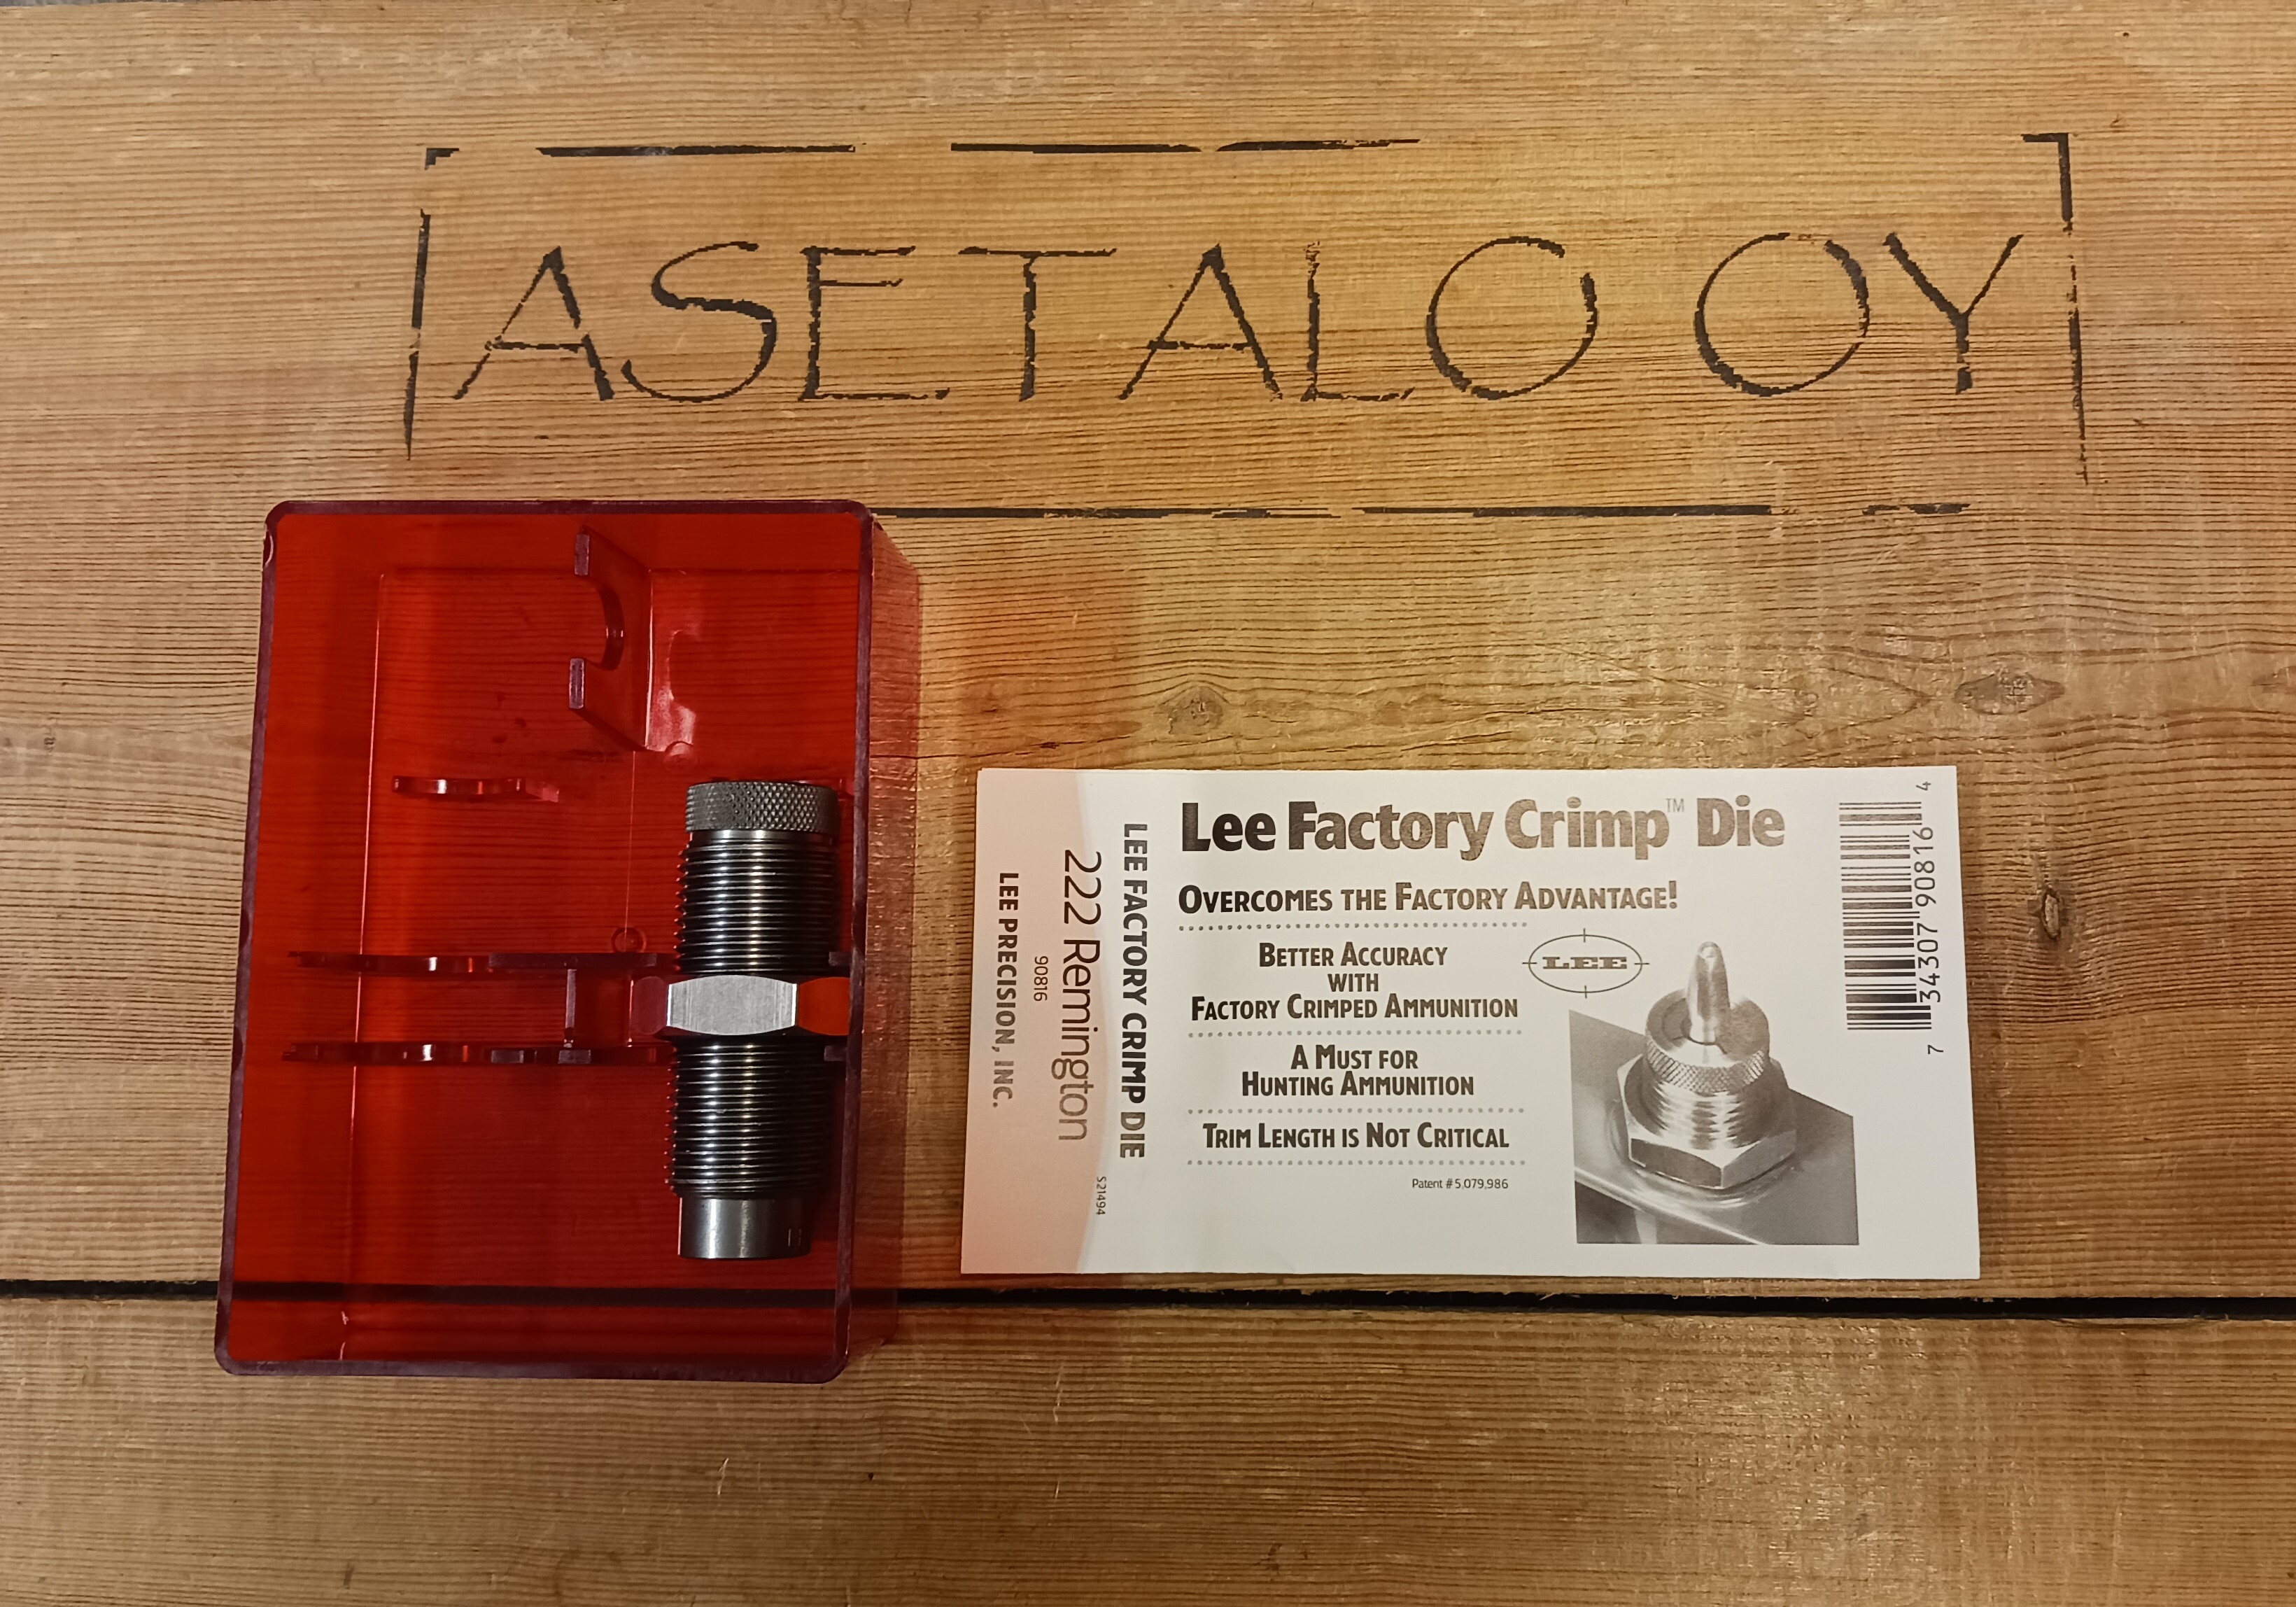 ASETALO OY
Lee Factory Crimp™ Die
OVERCOMES THE FACTORY ADVANTAGE!
BETTER ACCURACY
WITH
FACTORY CRIMPED AMMUNITION
A MUST FOR
HUNTING AMMUNITION
TRIM LENGTH IS NOT CRITICAL
Patent # 5,079,986
LEE
LEE FACTORY CRIMP DIE
222 Remington
90816
LEE PRECISION, INC.
S21494
7 34307 90816 4